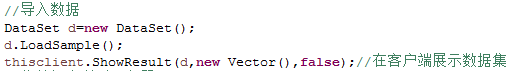 //导入数据
DataSet d=new DataSet();
d.LoadSample();
thisclient.ShowResult(d,new Vector(),false);//在客户端展示数据集